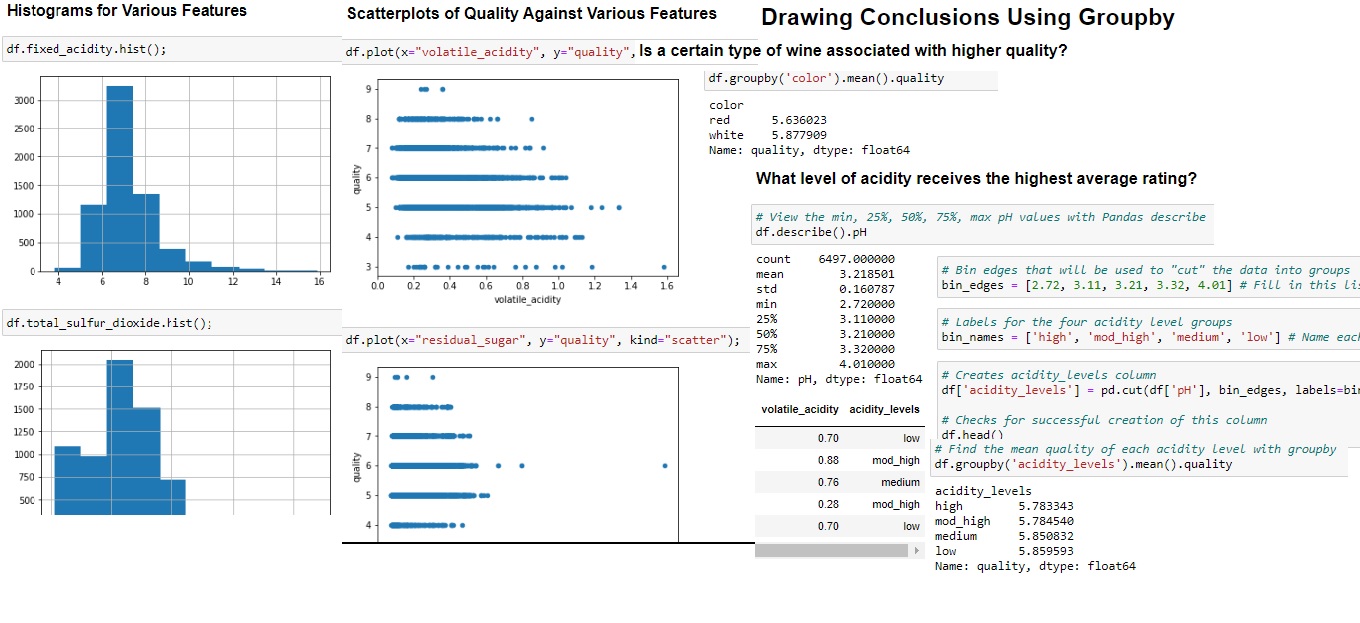 Histograms for Various Features
df.fixed_acidity.hist();
3000
2500
2000
1500
1000
500
0
4 6 8 10 12 14 16
df.total_sulfur_dioxide.hist();
2000
1750
1500
1250
1000
750
500
Scatterplots of Quality Against Various Features
df.plot(x="volatile_acidity", y="quality",
9
8
7
6
5
4
3
quality
0.0 0.2 0.4 0.6 0.8 1.0 1.2 1.4 1.6
volatile_acidity
df.plot(x="residual_sugar", y="quality", kind="scatter");
9
8
7
6
5
4
quality
Drawing Conclusions Using Groupby
Is a certain type of wine associated with higher quality?
df.groupby('color').mean().quality
color
red 5.636023
white 5.877909
Name: quality, dtype: float64
What level of acidity receives the highest average rating?
# View the min, 25%, 50%, 75%, max pH values with Pandas describe
df.describe().pH
count 6497.000000
mean 3.218501
std 0.160787
min 2.720000
25% 3.110000
50% 3.210000
75% 3.320000
max 4.010000
Name: pH, dtype: float64
volatile_acidity acidity_levels
0.70 low
0.88 mod_high
0.76 medium
0.28 mod_high
0.70 low
# Bin edges that will be used to "cut" the data into groups
bin_edges = [2.72, 3.11, 3.21, 3.32, 4.01] # Fill in this lis
# Labels for the four acidity level groups
bin_names = ['high', 'mod_high', 'medium', 'low'] # Name each
# Creates acidity_levels column
df['acidity_levels'] = pd.cut(df['pH'], bin_edges, labels=bin
# Checks for successful creation of this column
df.head()
# Find the mean quality of each acidity level with groupby
df.groupby('acidity_levels').mean().quality
acidity_levels
high 5.783343
mod_high 5.784540
medium 5.850832
low 5.859593
Name: quality, dtype: float64